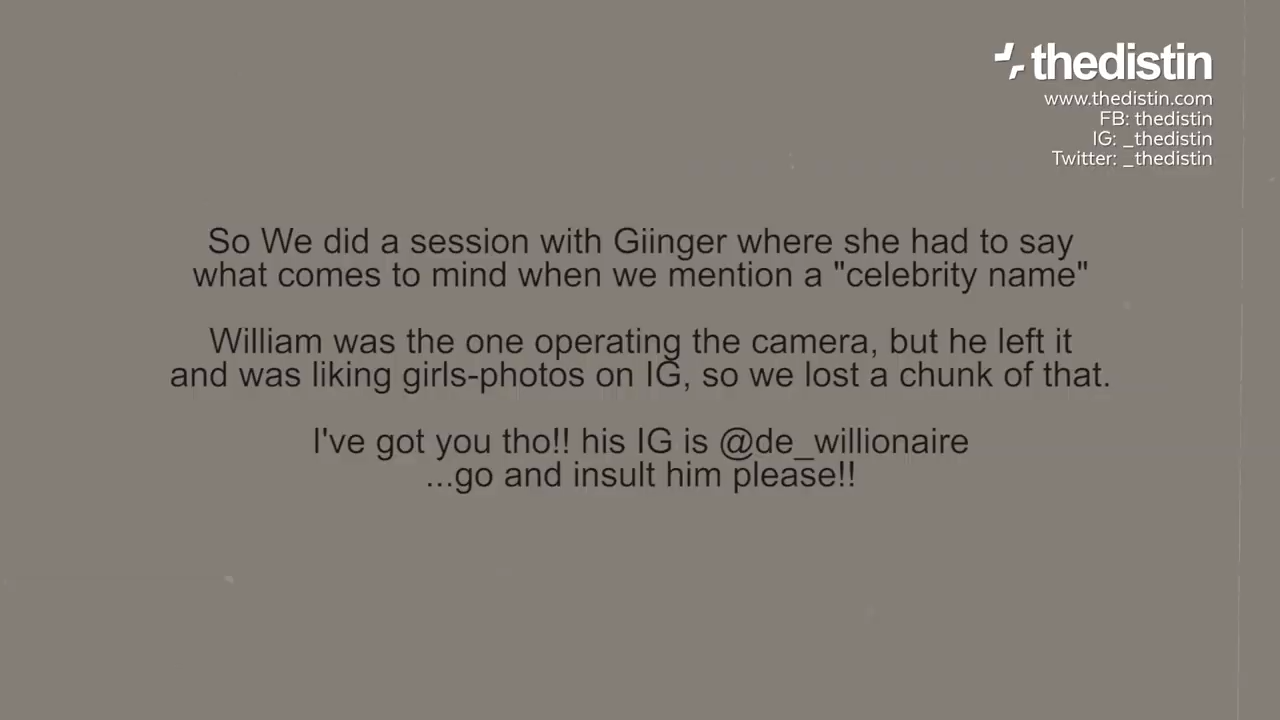 thedistin
www.thedistin.com
FB: thedistin
IG: _thedistin
Twitter: _thedistin
So We did a session with Giinger where she had to say
what comes to mind when we mention a "celebrity name"
William was the one operating the camera, but he left it
and was liking girls-photos on IG, so we lost a chunk of that.
I've got you tho!! his IG is @de_willionaire
...go and insult him please!!